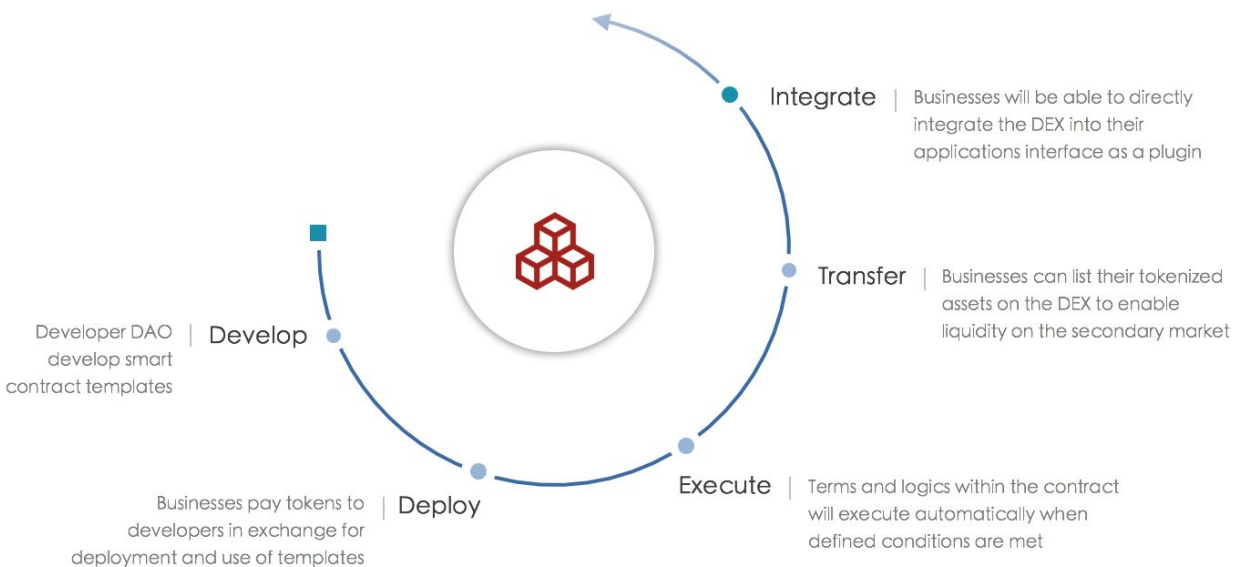 Integrate
Businesses will be able to directly
integrate the DEX into their
applications interface as a plugin
Transfer
Businesses can list their tokenized
assets on the DEX to enable
liquidity on the secondary market
Developer DAO
develop smart
contract templates
Develop
Businesses pay tokens to
developers in exchange for
deployment and use of templates
Deploy
Execute
Terms and logics within the contract
will execute automatically when
defined conditions are met